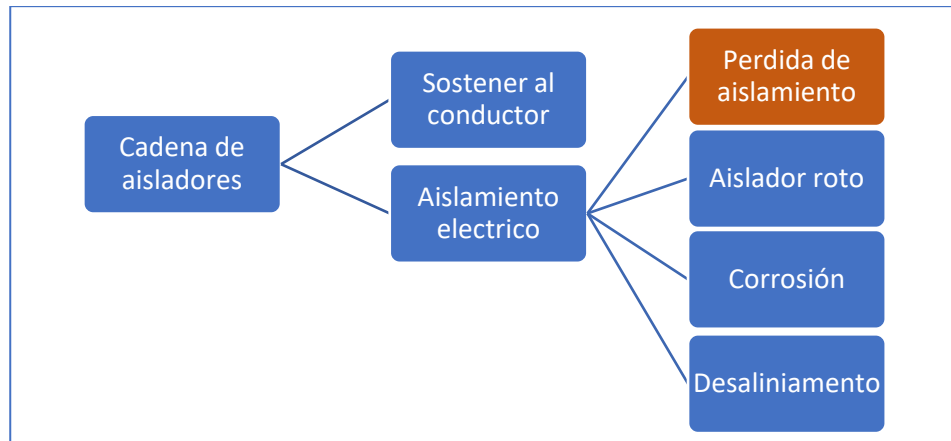 Cadena de
aisladores
Sostener al
conductor
Aislamiento
electrico
Perdida de
aislamiento
Aislador roto
Corrosión
Desaliniamento